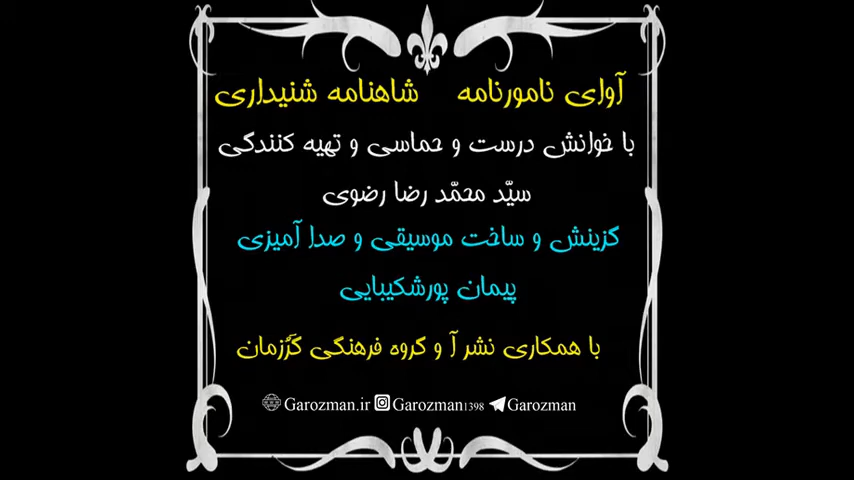 آوای نامورنامه شاهنامه شنیداری
با خوانش درست و حماسی و تهیه کنندگی
سیّد محمّد رضا رضوی
گزینش و ساخت موسیقی و صدا آمیزی
پیمان پورشکیبایی
با همکاری نشر آ و گروه فرهنگی گَرُزمان
Garozman.ir Garozman1398 Garozman